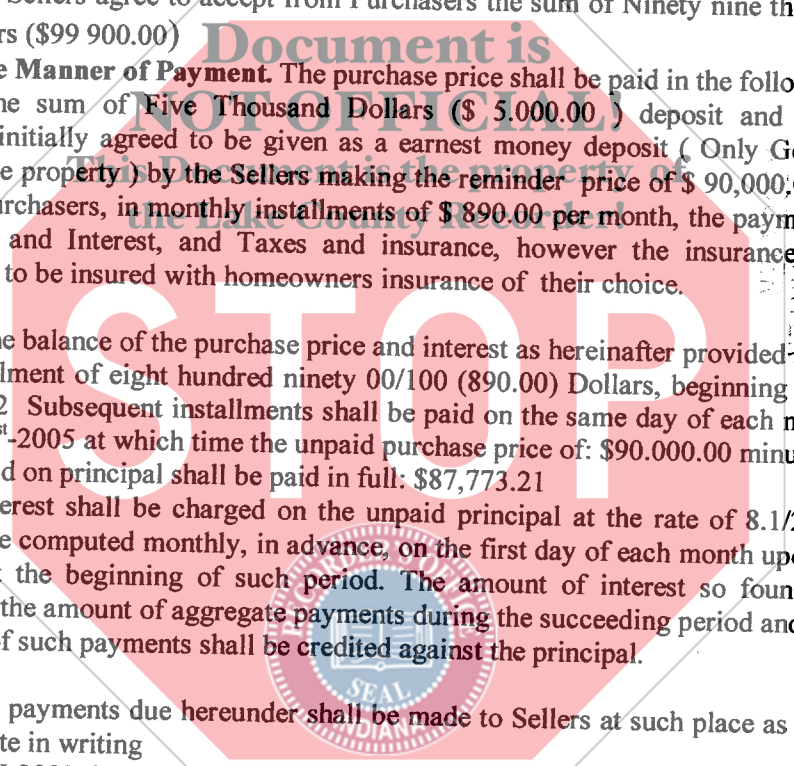 Sellers agree to accept from Purchasers the sum of Ninety nine th
rs ($99 900.00)
Document is
e Manner of Payment. The purchase price shall be paid in the follo
NOT OFFICIAL!
ne sum of Five Thousand Dollars ($ 5.000.00 ) deposit and
initially agreed to be given as a earnest money deposit ( Only G
This Document is the property of
e property ) by the Sellers making the reminder price of $ 90,000
the Lake County Recorder!
urchasers, in monthly installments of $ 890.00 per month, the paym
and Interest, and Taxes and insurance, however the insurance
to be insured with homeowners insurance of their choice.
STOP
ne balance of the purchase price and interest as hereinafter provided
lment of eight hundred ninety 00/100 (890.00) Dollars, beginning
2 Subsequent installments shall be paid on the same day of each m
st-2005 at which time the unpaid purchase price of: $90.000.00 minu
d on principal shall be paid in full: $87,773.21
erest shall be charged on the unpaid principal at the rate of 8.1/2
e computed monthly, in advance, on the first day of each month upo
t the beginning of such period. The amount of interest so foun
the amount of aggregate payments during the succeeding period and
of such payments shall be credited against the principal.
SEAL
INDIANA
payments due hereunder shall be made to Sellers at such place as
te in writing